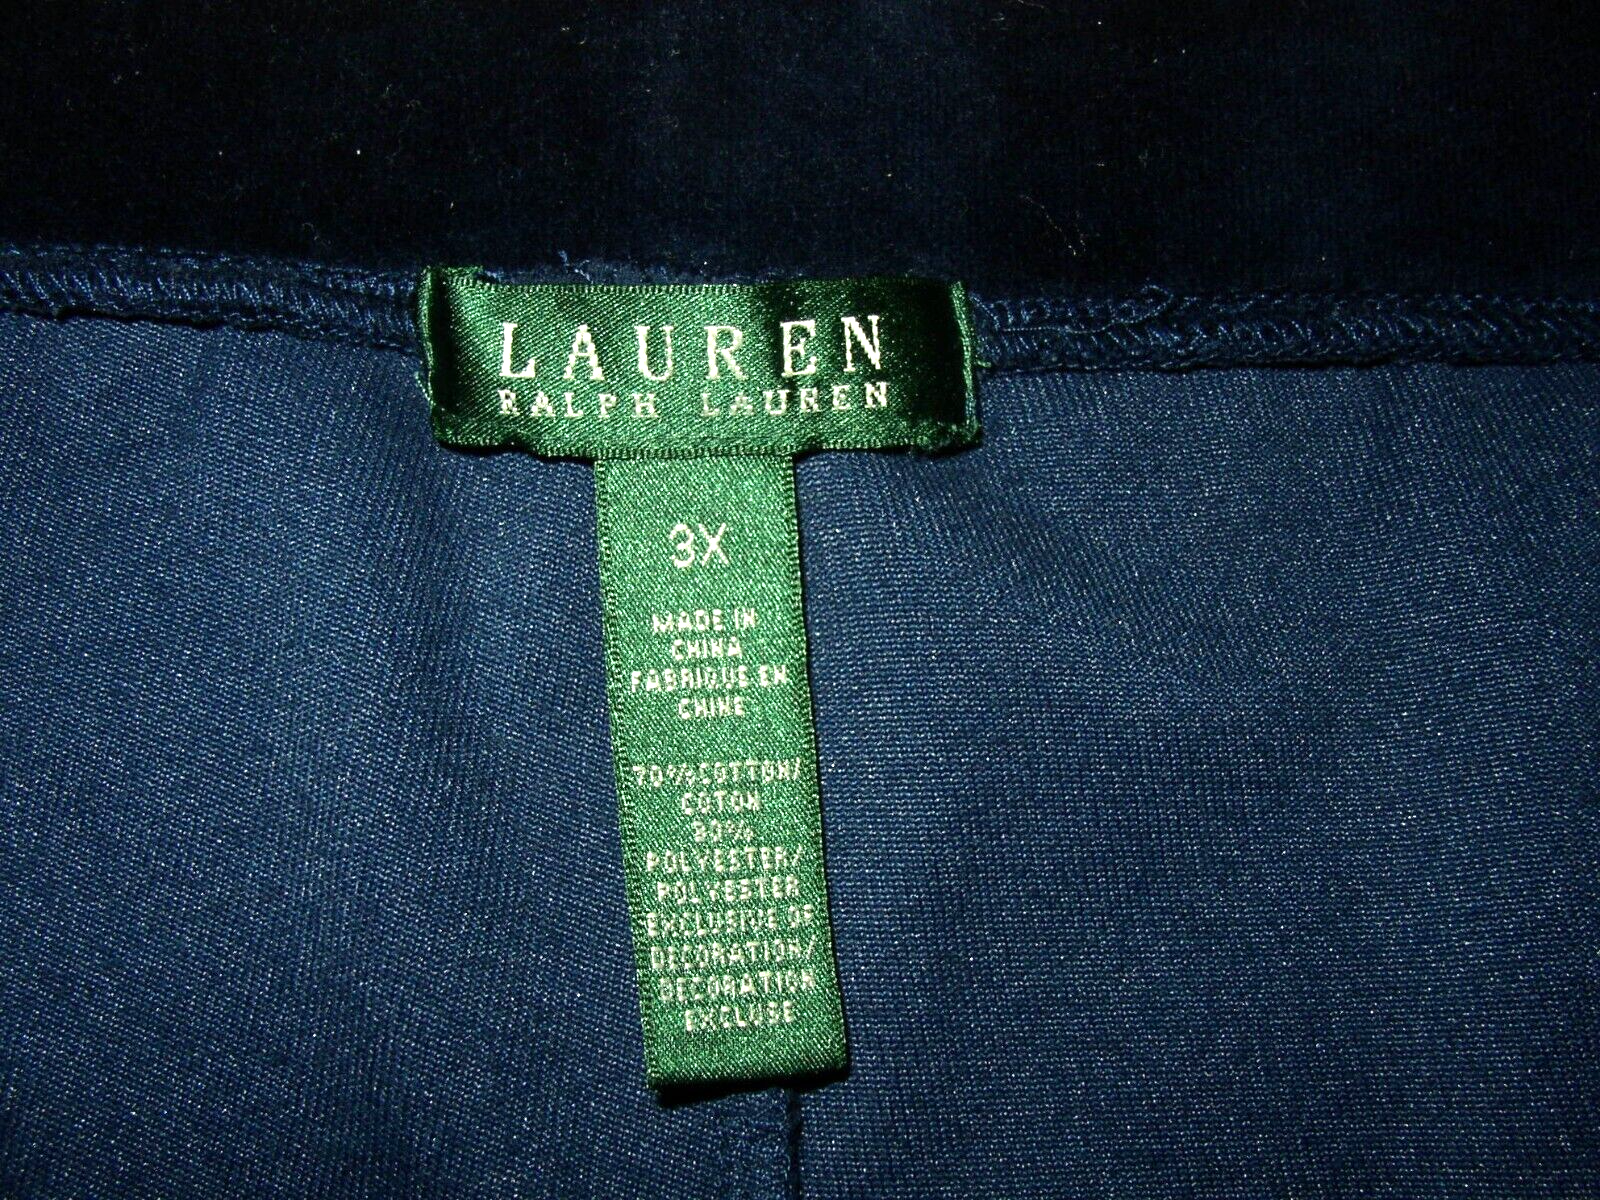 LAUREN
RALPH LAUREN
3X
MADE IN
CHINA
FABRIQUE EN
CHINE
70% COTTON/
COTON
30%
POLYESTER/
POLYESTER
EXCLUSIVE OF
DECORATION/
DECORATION
EXCLUSE